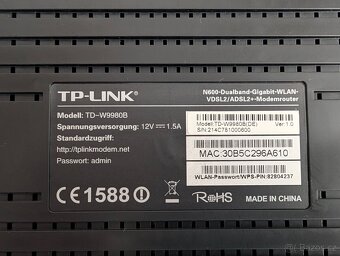 TP-LINK®
N600-Dualband-Gigabit-WLAN-
VDSL2/ADSL2+-Modemrouter
Modell: TD-W9980B
Spannungsversorgung: 12V 1.5A
Standardzugriff:
http://tplinkmodem.net
Passwort: admin
Modell: TD-W9980B(DE) Ver:1.0
S/N:214C781000600
MAC:30B5C296A610
WLAN-Passwort/WPS-PIN:82804237
CE1588
RoHS
MADE IN CHINA